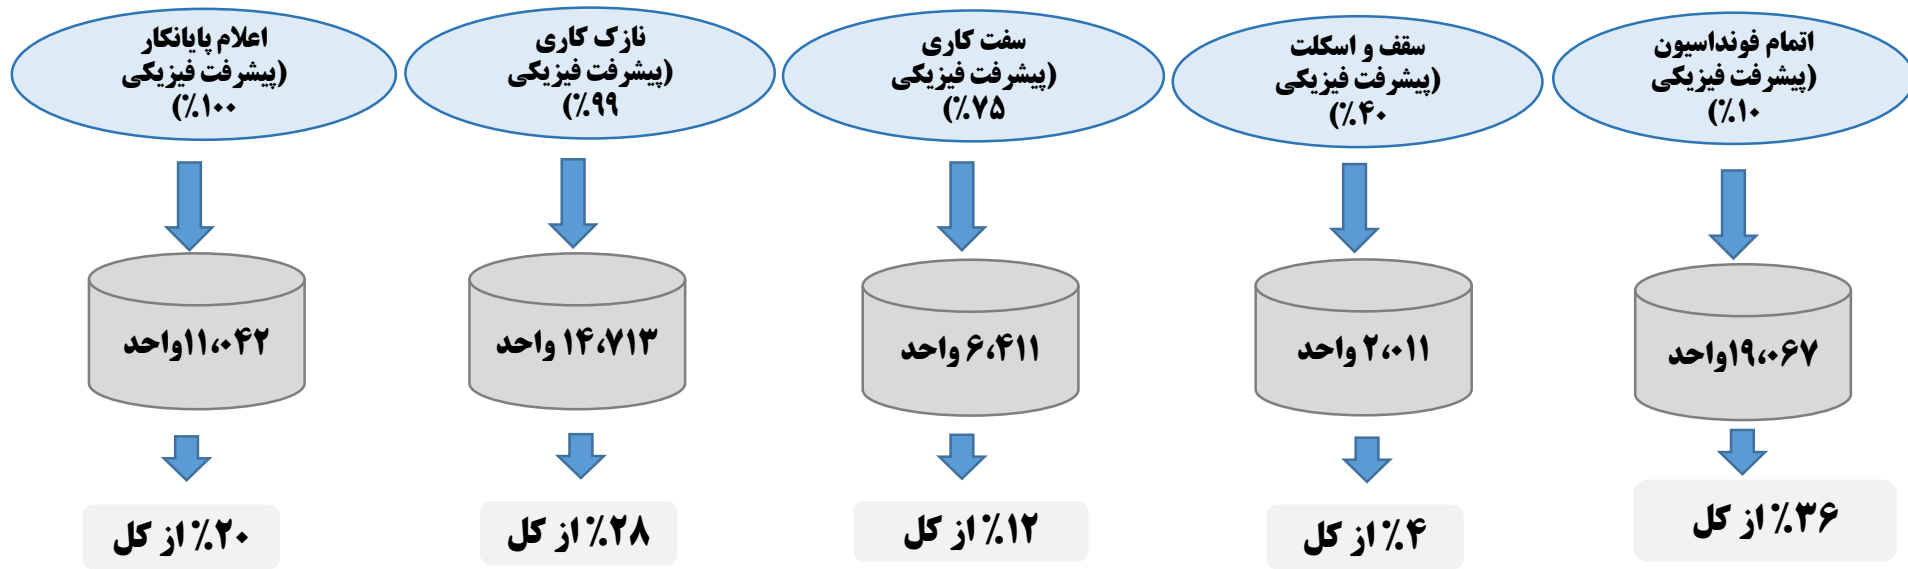 اتمام فونداسیون
(پیشرفت فیزیکی
۱۰٪)
سقف و اسکلت
(پیشرفت فیزیکی
۴۰٪)
سفت کاری
(پیشرفت فیزیکی
۷۵٪)
نازک کاری
(پیشرفت فیزیکی
۹۹٪)
اعلام پایانکار
(پیشرفت فیزیکی
۱۰۰٪)
۱۹،۰۶۷واحد
۲،۰۱۱ واحد
۶،۴۱۱ واحد
۱۴،۷۱۳ واحد
۱۱،۰۴۲واحد
۳۶٪ از کل
۴٪ از کل
۱۲٪ از کل
۲۸٪ از کل
۲۰٪ از کل